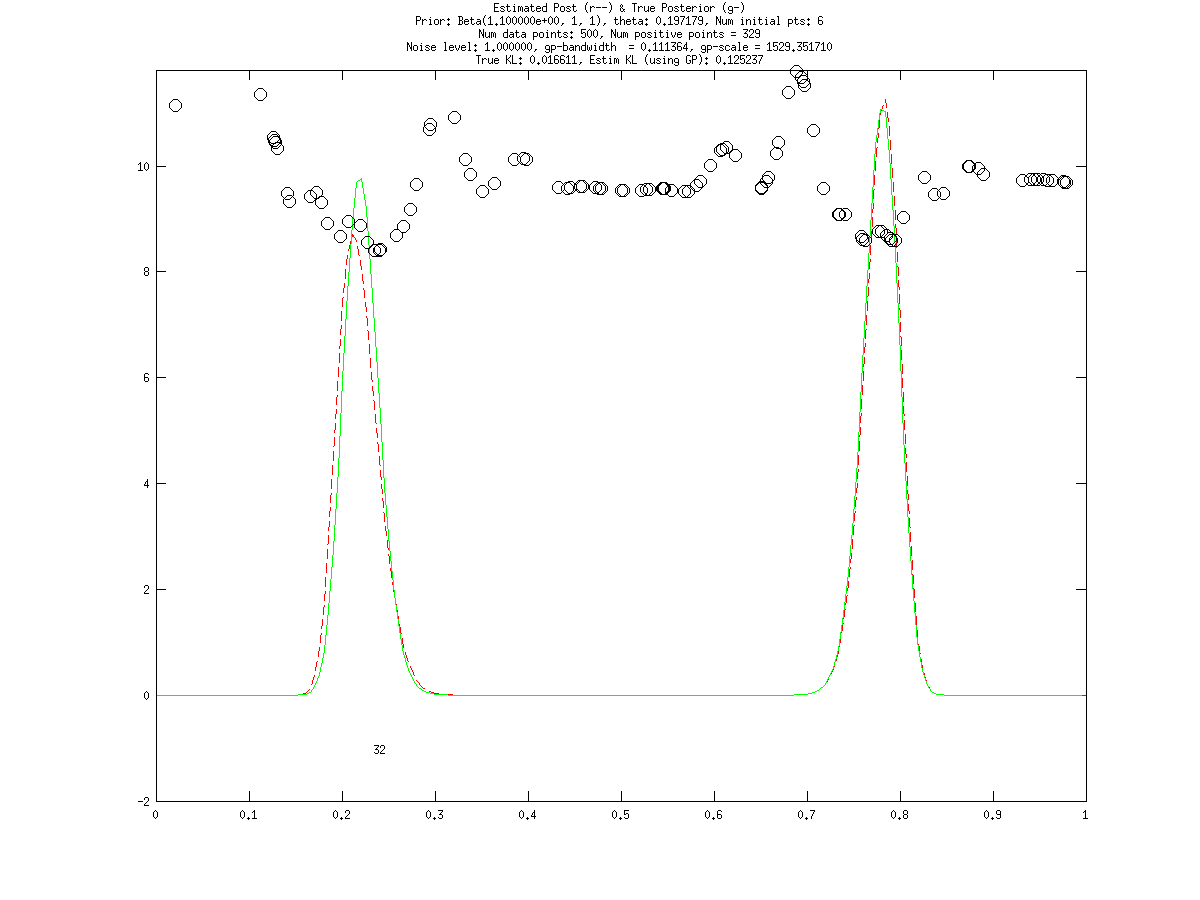 Estimated Post (r--) & True Posterior (g-)
Prior: Beta(1.100000e+00, 1, 1), theta: 0.197179, Num initial pts: 6
Num data points: 500, Num positive points = 329
Noise level: 1.000000, gp-bandwidth  = 0.111364, gp-scale = 1529.351710
True KL: 0.016611, Estim KL (using GP): 0.125237
10
8
6
4
2
0
32
-2
0 0.1 0.2 0.3 0.4 0.5 0.6 0.7 0.8 0.9 1